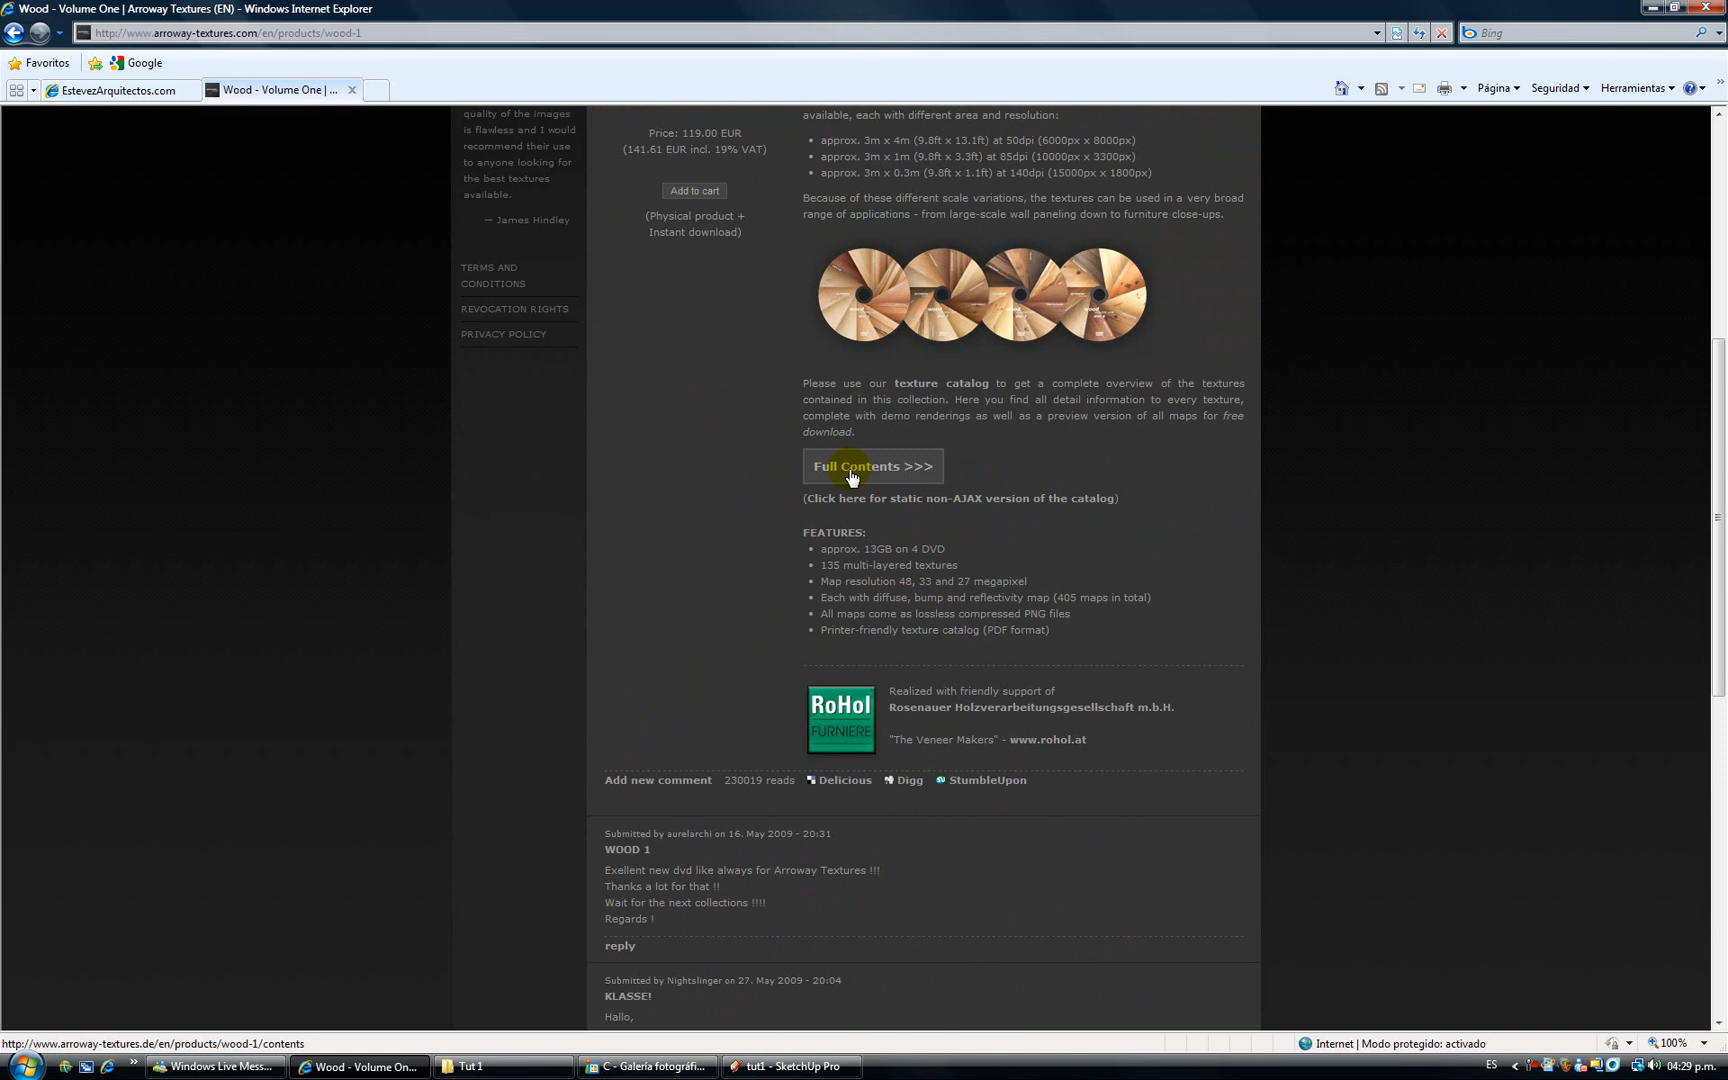 Wood - Volume One | Arroway Textures (EN) - Windows Internet Explorer
http://www.arroway-textures.com/en/products/wood-1
Bing
Favoritos
Google
EstevezArquitectos.com
Wood - Volume One | ...
Página
Seguridad
Herramientas
quality of the images
is flawless and I would
recommend their use
to anyone looking for
the best textures
available.
— James Hindley
TERMS AND
CONDITIONS
REVOCATION RIGHTS
PRIVACY POLICY
Price: 119.00 EUR
(141.61 EUR incl. 19% VAT)
Add to cart
(Physical product +
Instant download)
available, each with different area and resolution:
• approx. 3m x 4m (9.8ft x 13.1ft) at 50dpi (6000px x 8000px)
• approx. 3m x 1m (9.8ft x 3.3ft) at 85dpi (10000px x 3300px)
• approx. 3m x 0.3m (9.8ft x 1.1ft) at 140dpi (15000px x 1800px)
Because of these different scale variations, the textures can be used in a very broad
range of applications - from large-scale wall paneling down to furniture close-ups.
Please use our texture catalog to get a complete overview of the textures
contained in this collection. Here you find all detail information to every texture,
complete with demo renderings as well as a preview version of all maps for free
download.
Full Contents >>>
(Click here for static non-AJAX version of the catalog)
FEATURES:
• approx. 13GB on 4 DVD
• 135 multi-layered textures
• Map resolution 48, 33 and 27 megapixel
• Each with diffuse, bump and reflectivity map (405 maps in total)
• All maps come as lossless compressed PNG files
• Printer-friendly texture catalog (PDF format)
RoHol
FURNIERE
Realized with friendly support of
Rosenauer Holzverarbeitungsgesellschaft m.b.H.
"The Veneer Makers" - www.rohol.at
Add new comment 230019 reads Delicious Digg StumbleUpon
Submitted by aurelarchi on 16. May 2009 - 20:31
WOOD 1
Exellent new dvd like always for Arroway Textures !!!
Thanks a lot for that !!
Wait for the next collections !!!!
Regards !
reply
Submitted by Nightslinger on 27. May 2009 - 20:04
KLASSE!
Hallo,
http://www.arroway-textures.de/en/products/wood-1/contents
Internet | Modo protegido: activado
100%
Windows Live Mess...
Wood - Volume On...
Tut 1
C - Galería fotográfi...
tut1 - SketchUp Pro
ES
04:29 p.m.